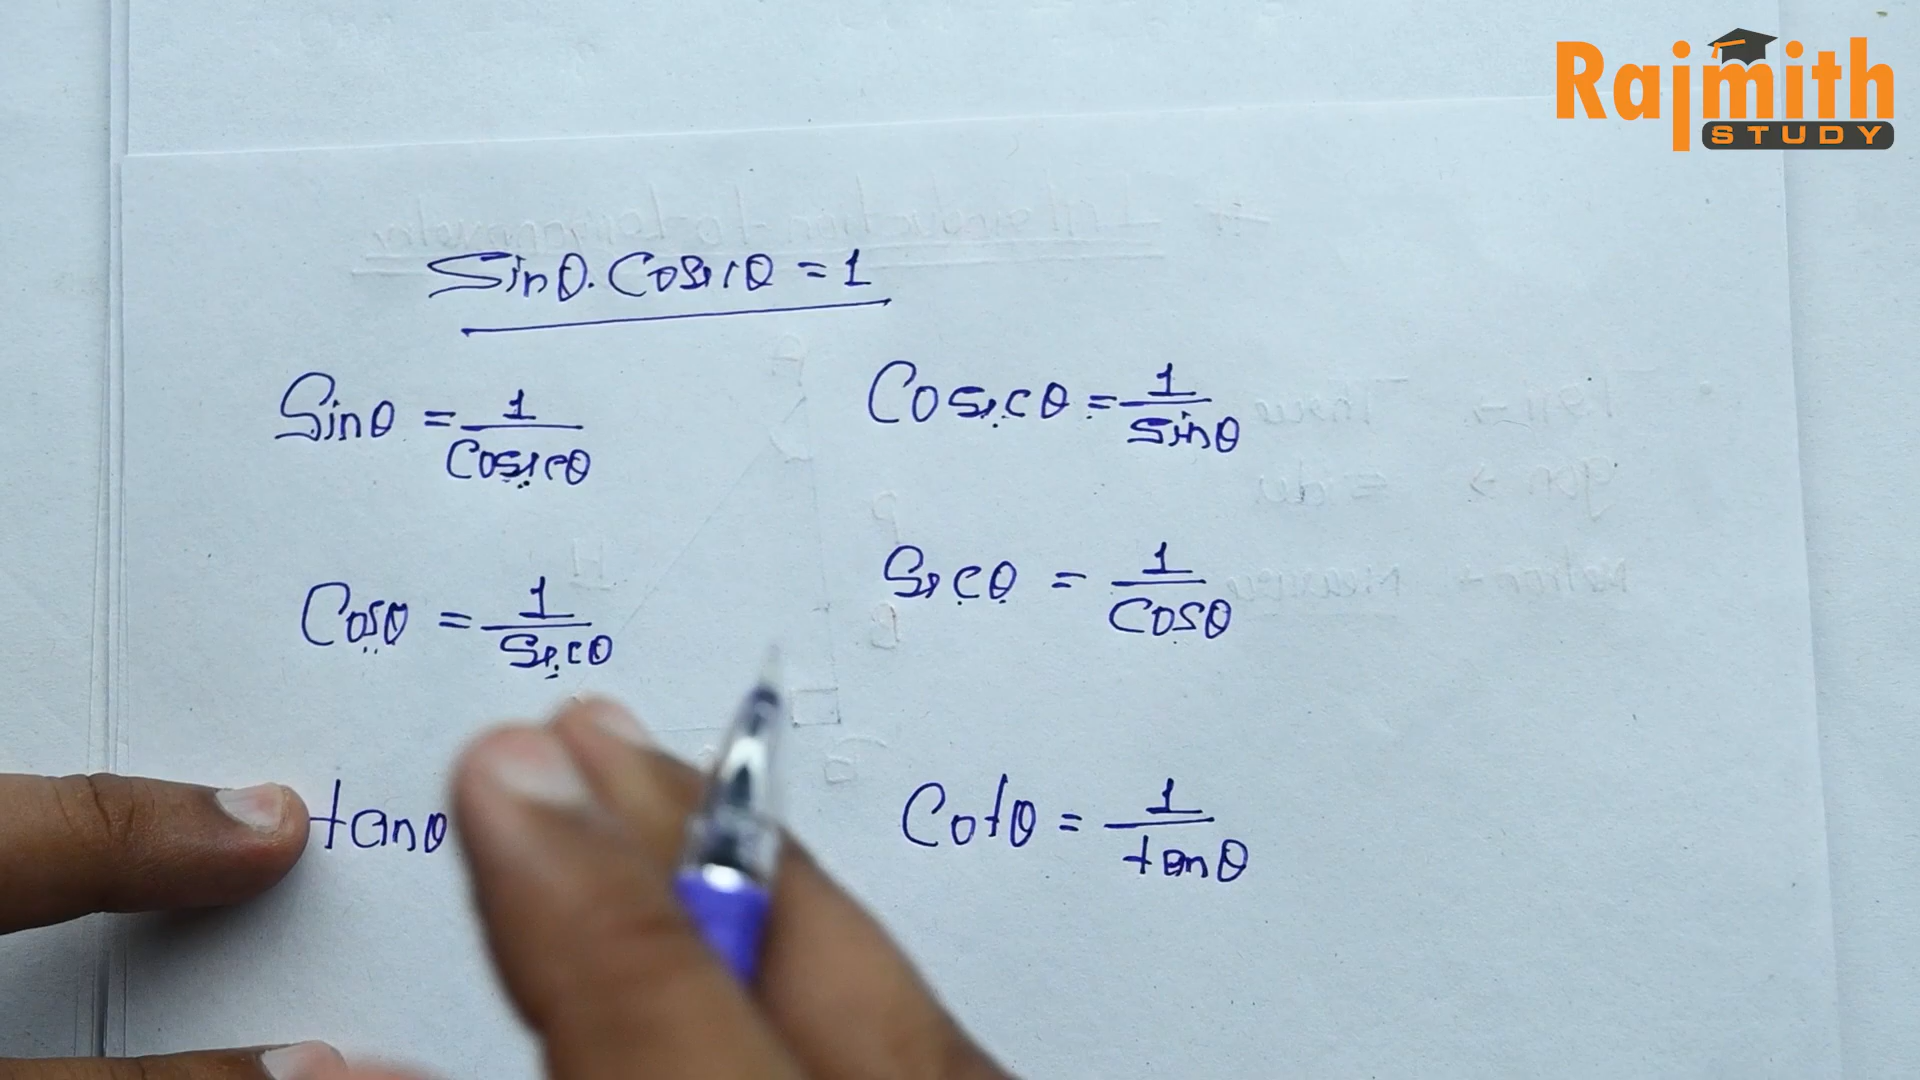 Rajmith
STUDY
Sinθ. Cosecθ = 1
Sinθ = 1/Cosecθ
Cosecθ = 1/Sinθ
Cosθ = 1/Secθ
Secθ = 1/Cosθ
tanθ
Cotθ = 1/tanθ